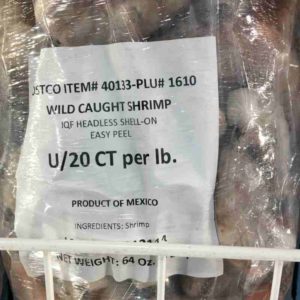 OSTCO ITEM# 40133-PLU# 1610
WILD CAUGHT SHRIMP
IQF HEADLESS SHELL-ON
EASY PEEL
U/20 CT per lb.
PRODUCT OF MEXICO
INGREDIENTS: Shrimp
NET WEIGHT: 64 Oz.